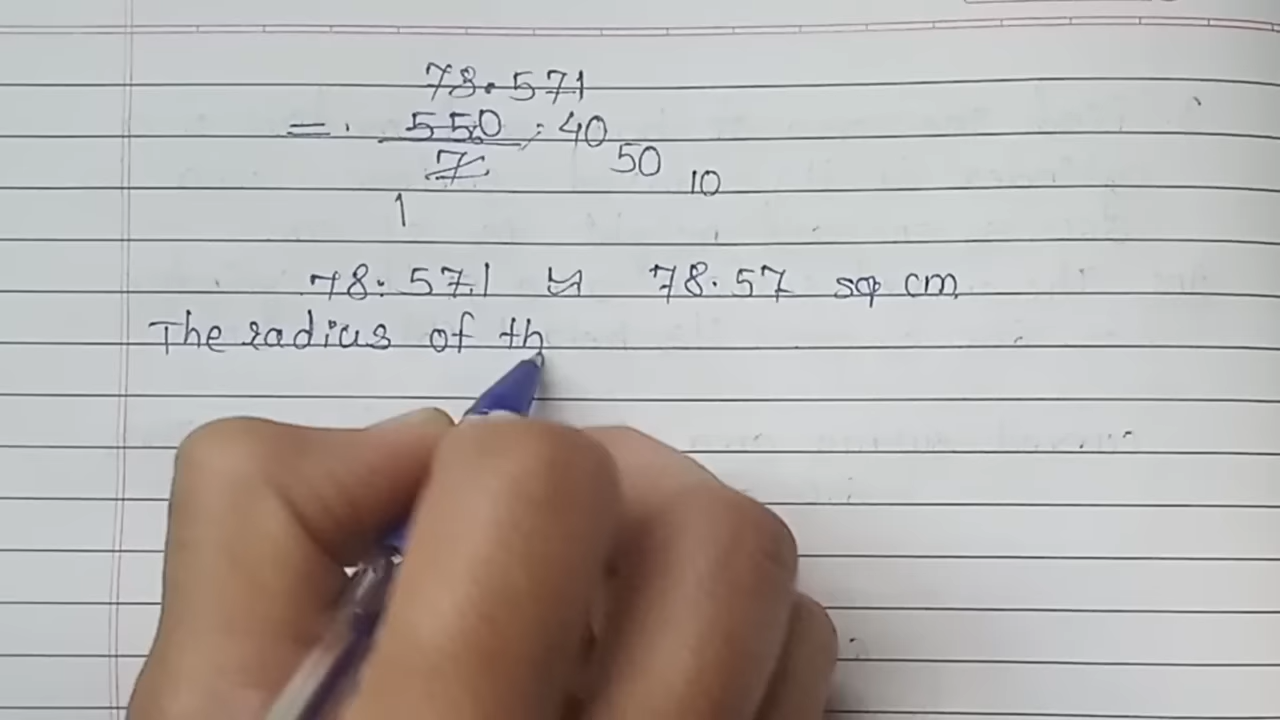 78.571
= 550 40
7 50 10
1
78.571 ≈ 78.57 sq cm
The radius of th